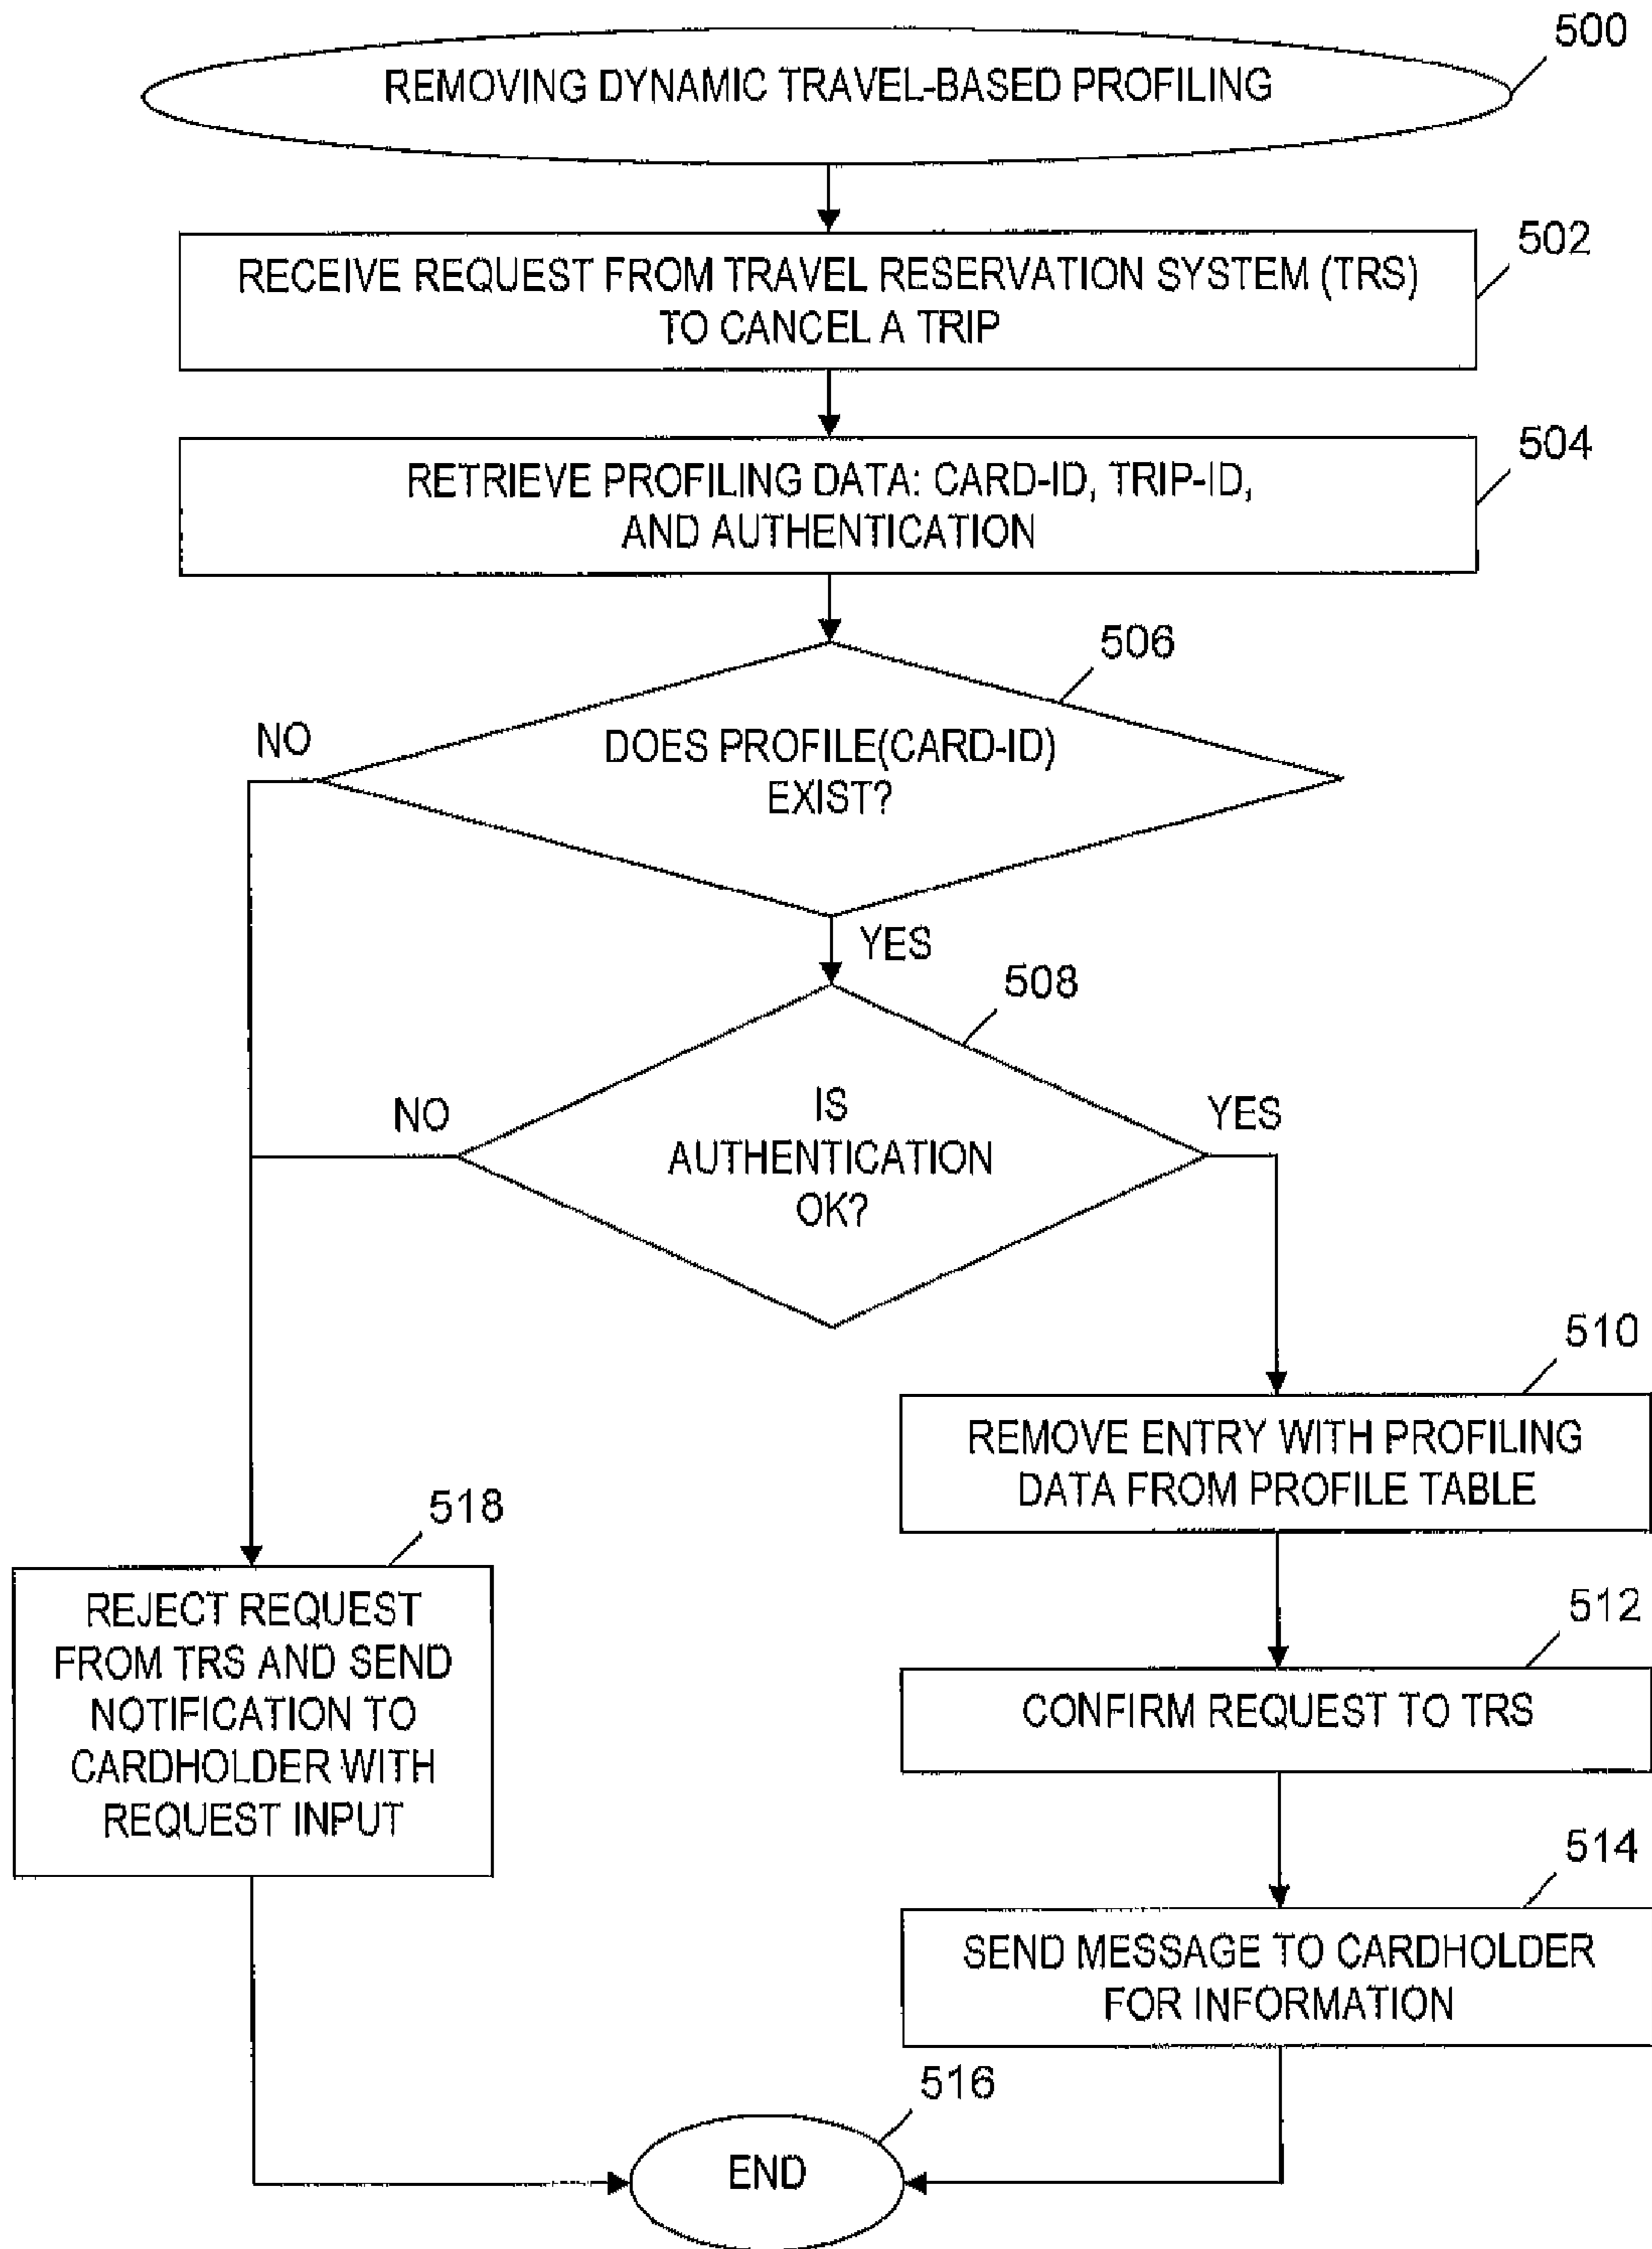 500
REMOVING DYNAMIC TRAVEL-BASED PROFILING
502
RECEIVE REQUEST FROM TRAVEL RESERVATION SYSTEM (TRS)
TO CANCEL A TRIP
504
RETRIEVE PROFILING DATA: CARD-ID, TRIP-ID,
AND AUTHENTICATION
506
NO
DOES PROFILE(CARD-ID)
EXIST?
YES
508
NO
IS
AUTHENTICATION
OK?
YES
510
REMOVE ENTRY WITH PROFILING
DATA FROM PROFILE TABLE
518
REJECT REQUEST
FROM TRS AND SEND
NOTIFICATION TO
CARDHOLDER WITH
REQUEST INPUT
512
CONFIRM REQUEST TO TRS
514
SEND MESSAGE TO CARDHOLDER
FOR INFORMATION
516
END